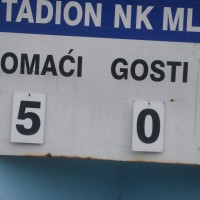 TADION NK ML
OMAĆI GOSTI
5 0